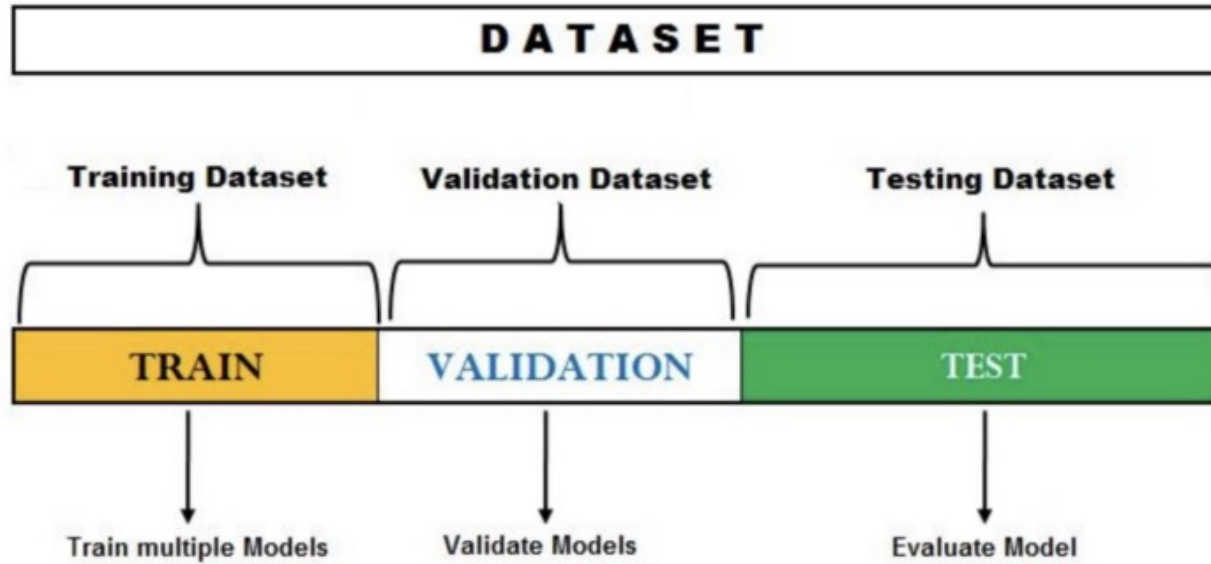 DATASET
Training Dataset
Validation Dataset
Testing Dataset
TRAIN
VALIDATION
TEST
Train multiple Models
Validate Models
Evaluate Model